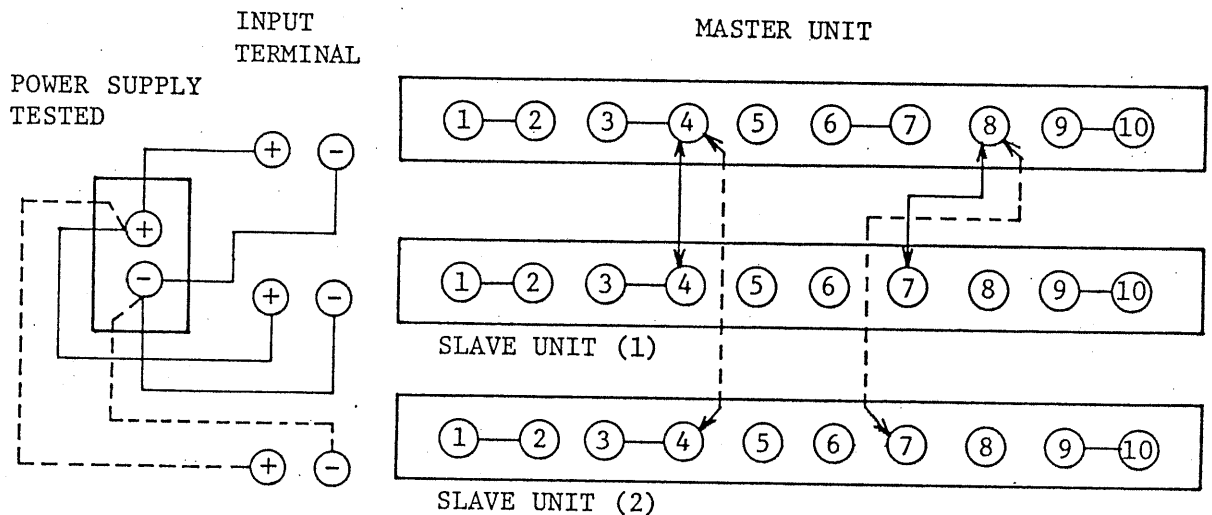 INPUT
TERMINAL
MASTER UNIT
POWER SUPPLY
TESTED
+ -
1 2 3 4 5 6 7 8 9 10
+
-
+ -
1 2 3 4 5 6 7 8 9 10
SLAVE UNIT (1)
+ -
1 2 3 4 5 6 7 8 9 10
SLAVE UNIT (2)